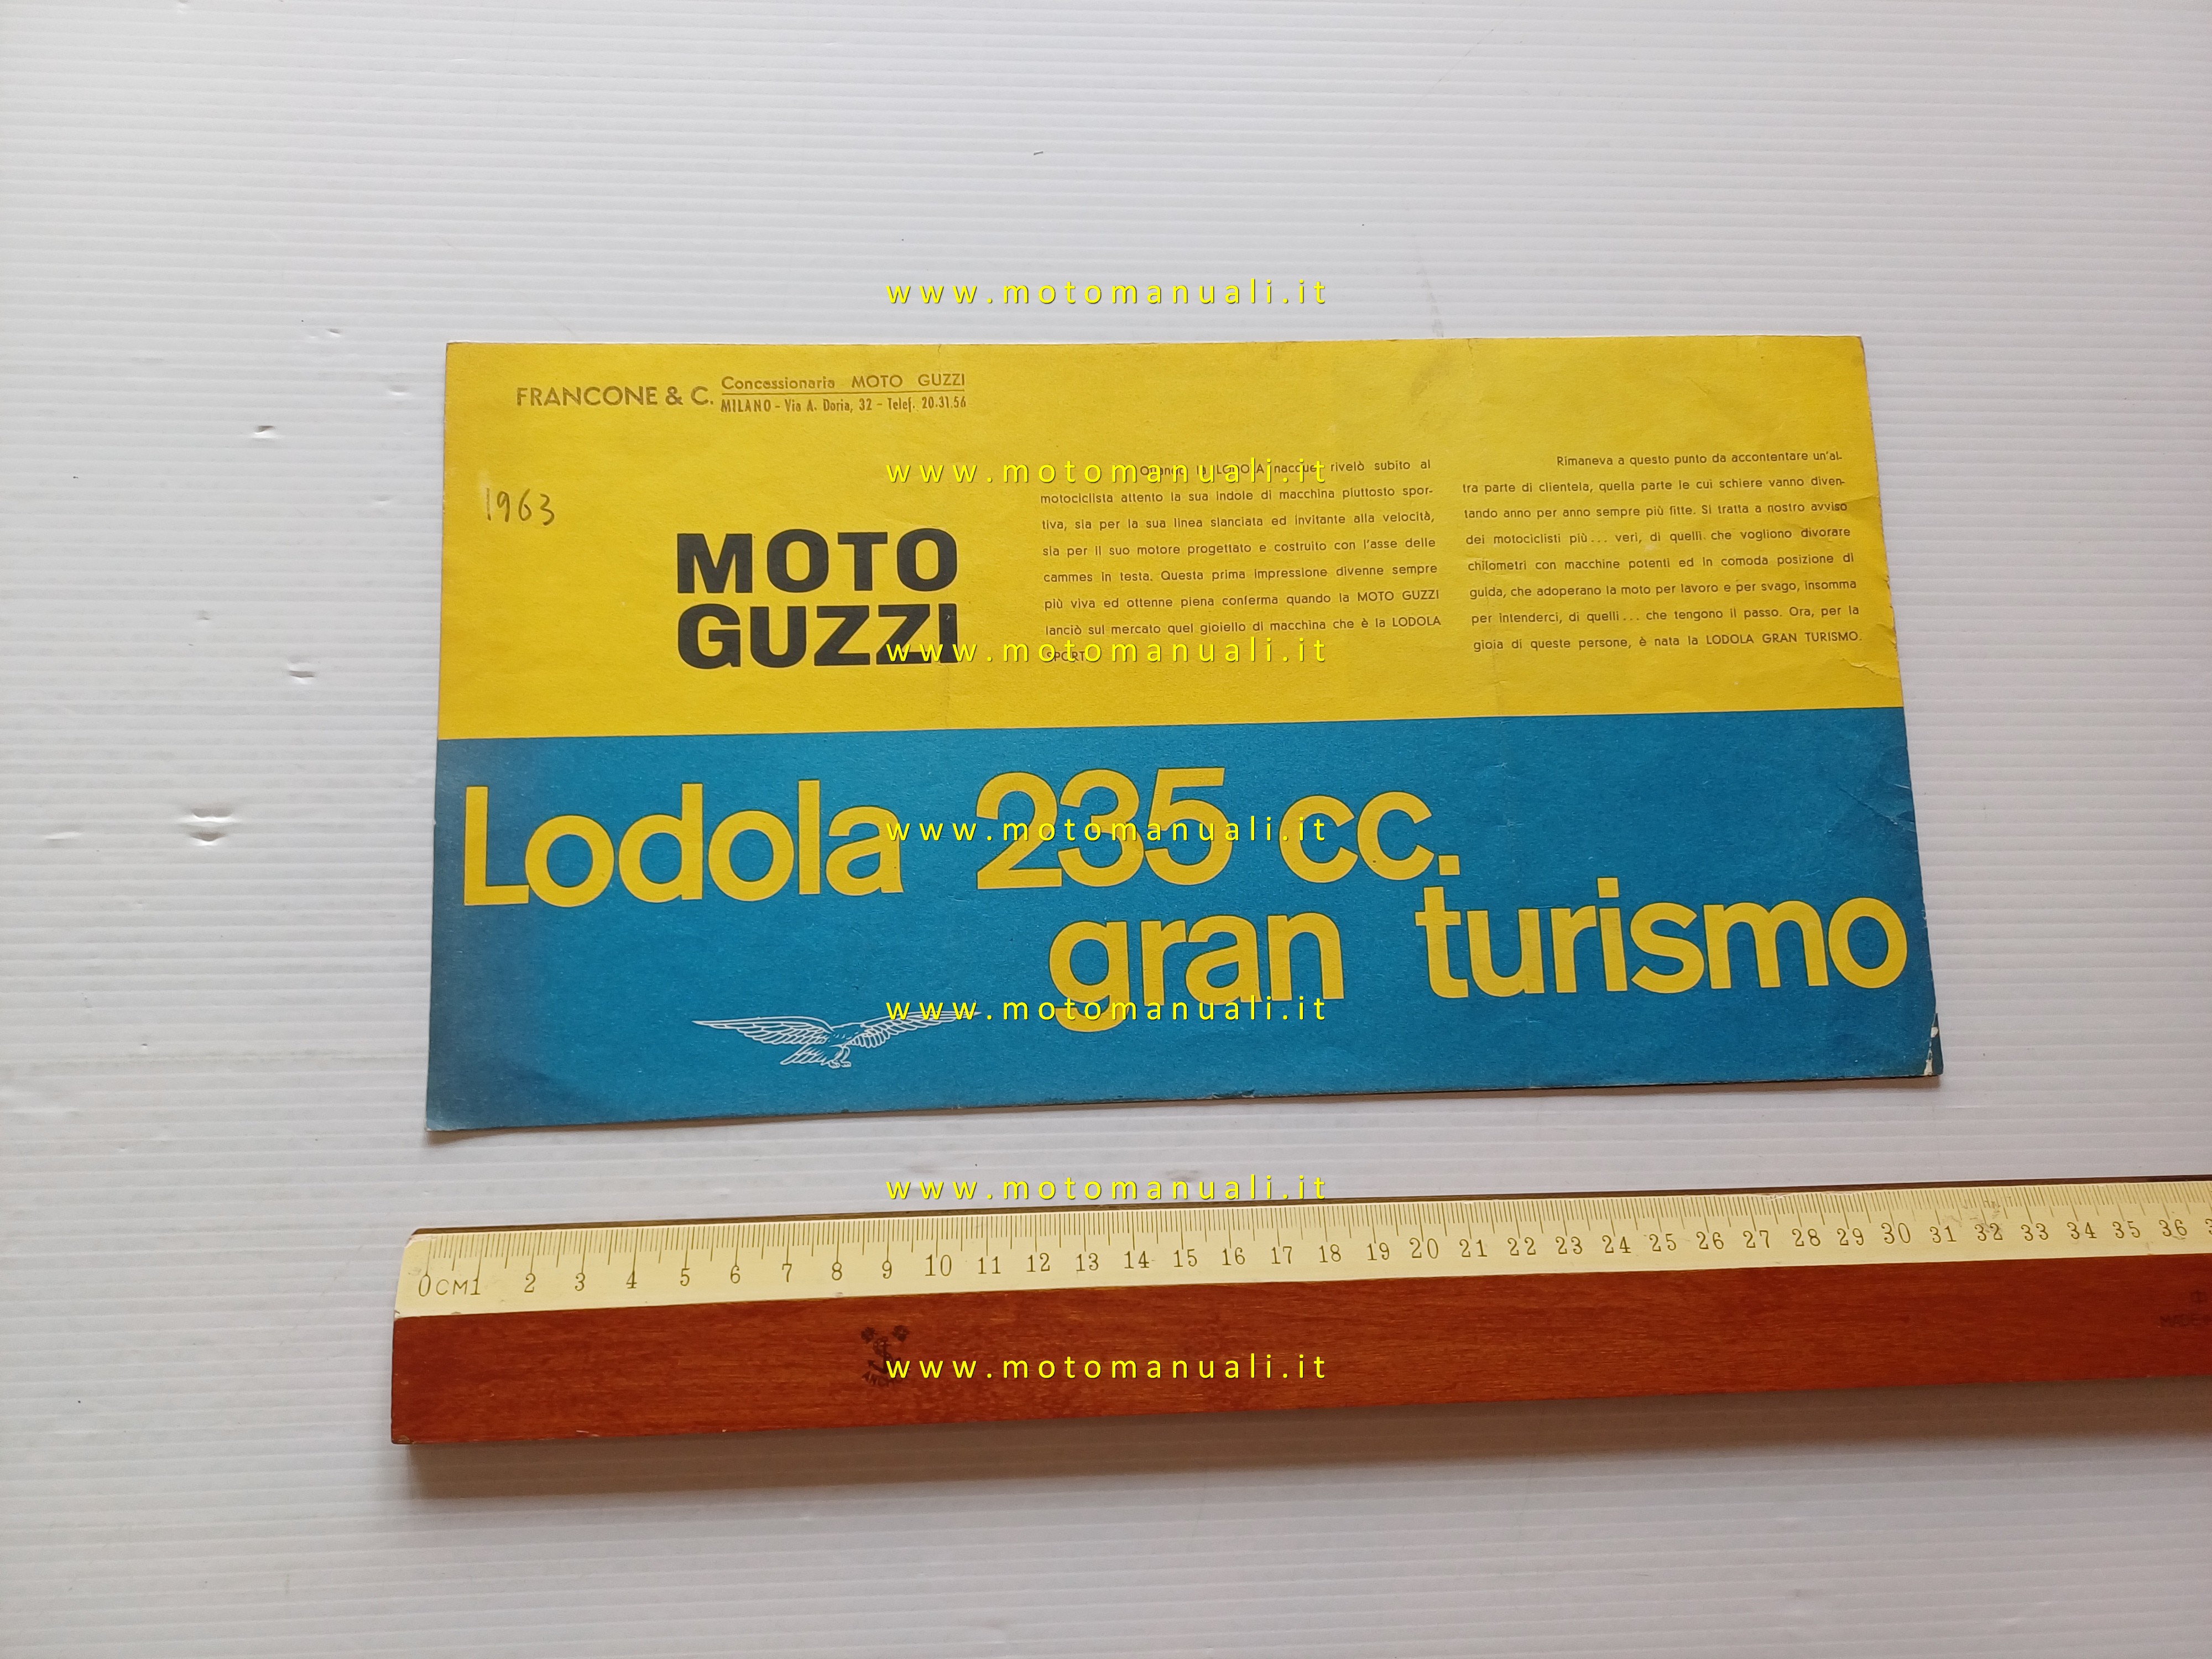 www.motomanuali.it
FRANCONE & C. Concessionaria MOTO GUZZI
MILANO - Via A. Doria, 32 - Telef. 20.31.56
1963
MOTO
GUZZI
Quando la LODOLA nacque, rivelò subito al
www.motomanuali.it
motociclista attento la sua indole di macchina piuttosto spor-
tiva, sia per la sua linea slanciata ed invitante alla velocità,
sia per il suo motore progettato e costruito con l'asse delle
cammes in testa. Questa prima impressione divenne sempre
più viva ed ottenne piena conferma quando la MOTO GUZZI
lanciò sul mercato quel gioiello di macchina che è la LODOLA
SPORT
www.motomanuali.it
Rimaneva a questo punto da accontentare un'al-
tra parte di clientela, quella parte le cui schiere vanno diven-
tando anno per anno sempre più fitte. Si tratta a nostro avviso
dei motociclisti più... veri, di quelli che vogliono divorare
chilometri con macchine potenti ed in comoda posizione di
guida, che adoperano la moto per lavoro e per svago, insomma
per intenderci, di quelli... che tengono il passo. Ora, per la
gioia di queste persone, è nata la LODOLA GRAN TURISMO.
Lodola 235 cc.
www.motomanuali.it
gran turismo
www.motomanuali.it
www.motomanuali.it
0CM1 2 3 4 5 6 7 8 9 10 11 12 13 14 15 16 17 18 19 20 21 22 23 24 25 26 27 28 29 30 31 32 33 34 35 36
www.motomanuali.it